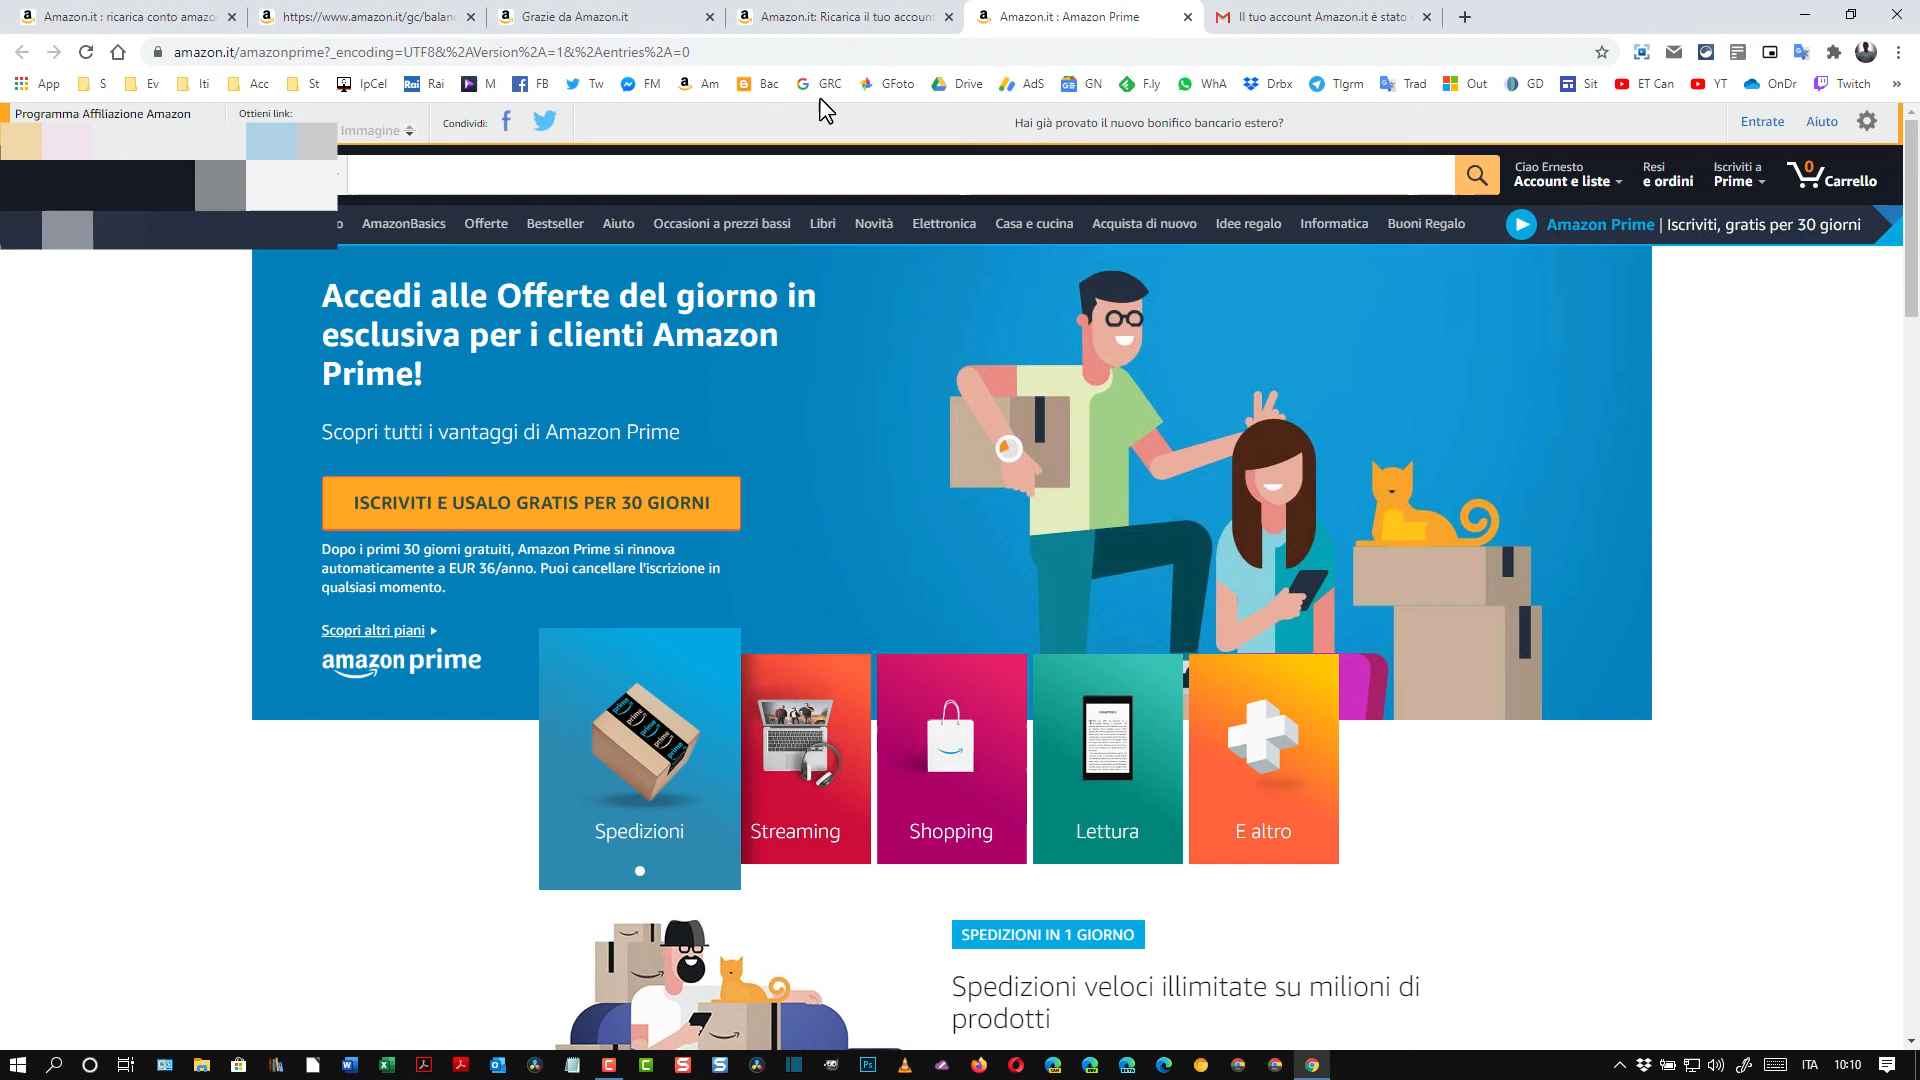 Amazon.it : ricarica conto amazo
https://www.amazon.it/gc/balanc
Grazie da Amazon.it
Amazon.it: Ricarica il tuo account
Amazon.it : Amazon Prime
Il tuo account Amazon.it è stato
amazon.it/amazonprime?_encoding=UTF8&%2AVersion%2A=1&%2Aentries%2A=0
App S Ev Iti Acc St IpCel Rai M FB Tw FM Am Bac GRC GFoto Drive AdS GN F.ly WhA Drbx Tlgrm Trad Out GD Sit ET Can YT OnDr Twitch »
Programma Affiliazione Amazon
Ottieni link:
Immagine
Condividi:
Hai già provato il nuovo bonifico bancario estero?
Entrate
Aiuto
Ciao Ernesto
Account e liste
Resi
e ordini
Iscriviti a
Prime
0
Carrello
o AmazonBasics Offerte Bestseller Aiuto Occasioni a prezzi bassi Libri Novità Elettronica Casa e cucina Acquista di nuovo Idee regalo Informatica Buoni Regalo
Amazon Prime | Iscriviti, gratis per 30 giorni
Accedi alle Offerte del giorno in
esclusiva per i clienti Amazon
Prime!
Scopri tutti i vantaggi di Amazon Prime
ISCRIVITI E USALO GRATIS PER 30 GIORNI
Dopo i primi 30 giorni gratuiti, Amazon Prime si rinnova
automaticamente a EUR 36/anno. Puoi cancellare l'iscrizione in
qualsiasi momento.
Scopri altri piani
amazon prime
prime
prime
prime
prime
prime
Spedizioni
Streaming
Shopping
Lettura
E altro
SPEDIZIONI IN 1 GIORNO
Spedizioni veloci illimitate su milioni di
prodotti
ITA
10:10